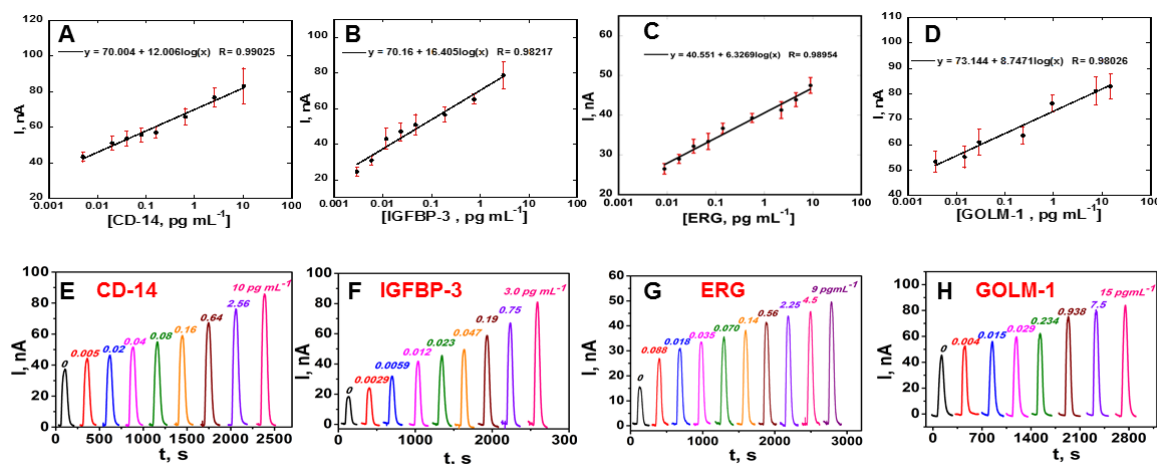 A
y = 70.004 + 12.006log(x) R= 0.99025
I, nA
120
100
80
60
40
20
0.001 0.01 0.1 1 10 100
[CD-14, pg mL⁻¹]
B
y = 70.16 + 16.405log(x) R= 0.98217
I, nA
120
100
80
60
40
20
0
0.001 0.01 0.1 1 10 100
[IGFBP-3 , pg mL⁻¹]
C
y = 40.551 + 6.3269log(x) R= 0.98954
I, nA
60
50
40
30
20
0.001 0.01 0.1 1 10 100
[ERG, pg mL⁻¹]
D
y = 73.144 + 8.7471log(x) R= 0.98026
I, nA
110
100
90
80
70
60
50
40
0.001 0.01 0.1 1 10 100
[GOLM-1 , pg mL⁻¹]
E CD-14
10 pg mL⁻¹
0 0.005 0.02 0.04 0.08 0.16 0.64 2.56
I, nA
100
80
60
40
20
0
0 500 1000 1500 2000 2500
t, s
F IGFBP-3
3.0 pg mL⁻¹
0 0.0029 0.0059 0.012 0.023 0.047 0.19 0.75
I, nA
100
80
60
40
20
0
0 1000 2000 300
t, s
G ERG
9 pgmL⁻¹
0 0.088 0.018 0.035 0.070 0.14 0.56 2.25 4.5
I, nA
60
50
40
30
20
10
0
0 1000 2000 3000
t, s
H GOLM-1
15 pgmL⁻¹
0 0.004 0.015 0.029 0.234 0.938 7.5
I, nA
100
80
60
40
20
0
0 700 1400 2100 2800
t, s